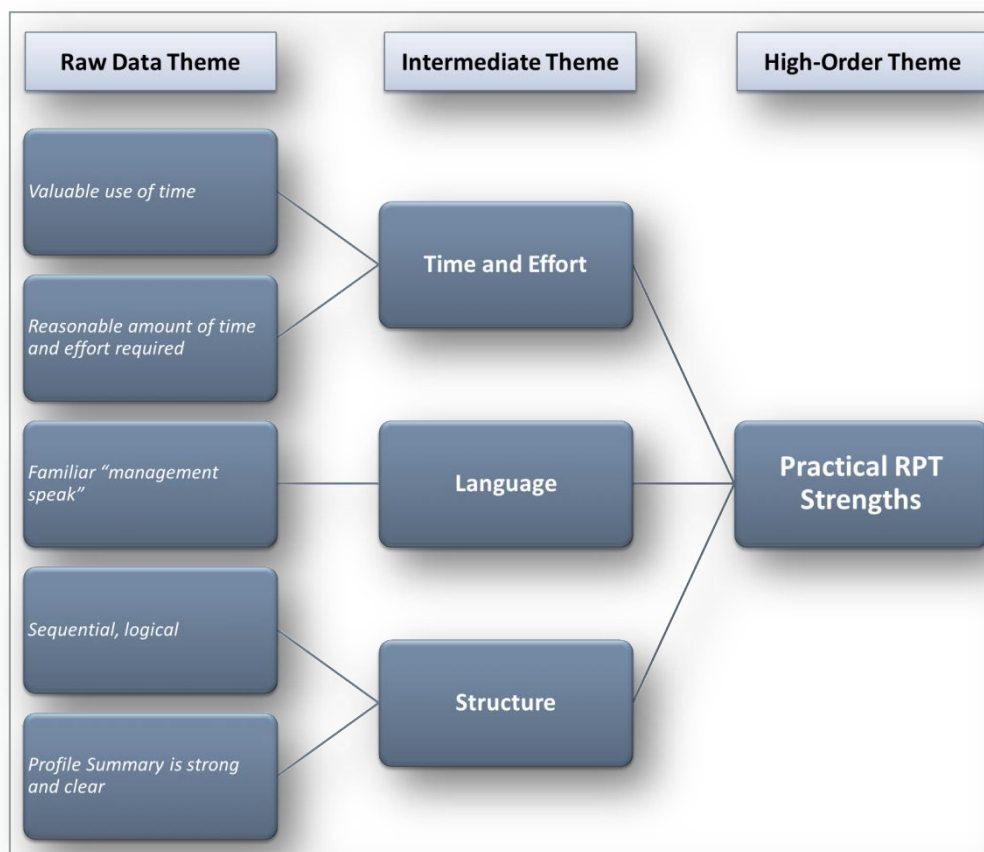 Raw Data Theme
Intermediate Theme
High-Order Theme
Valuable use of time
Reasonable amount of time
and effort required
Time and Effort
Familiar “management
speak”
Language
Practical RPT
Strengths
Sequential, logical
Profile Summary is strong
and clear
Structure